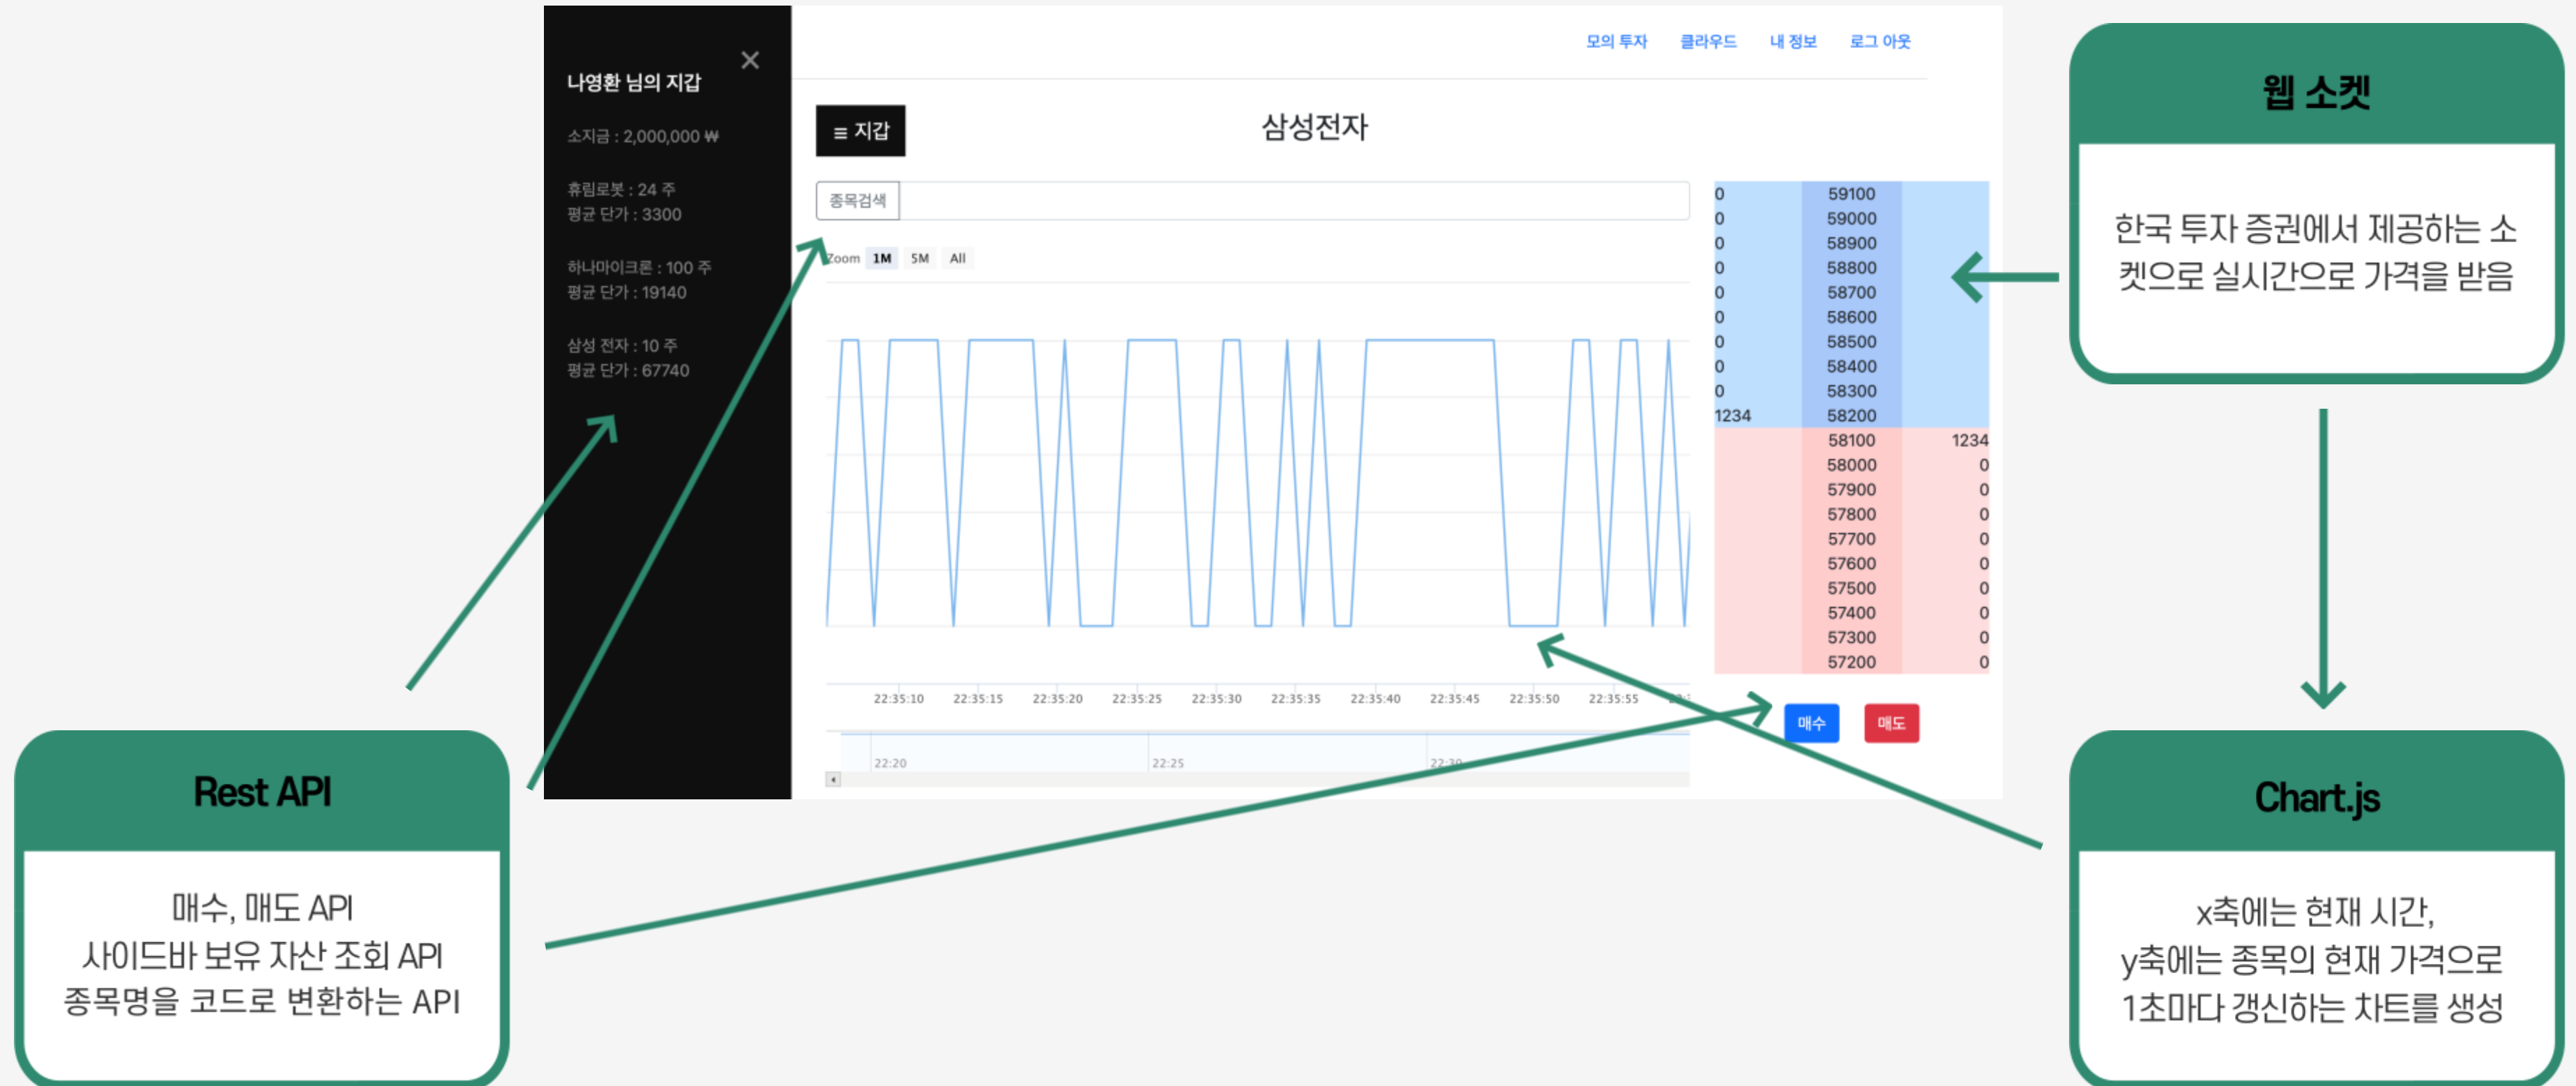 나영환 님의 지갑
×
소지금 : 2,000,000 ₩
휴림로봇 : 24 주
평균 단가 : 3300
하나마이크론 : 100 주
평균 단가 : 19140
삼성 전자 : 10 주
평균 단가 : 67740
모의 투자 클라우드 내 정보 로그 아웃
≡ 지갑
삼성전자
종목검색
Zoom 1M 5M All
22:35:10 22:35:15 22:35:20 22:35:25 22:35:30 22:35:35 22:35:40 22:35:45 22:35:50 22:35:55
22:20 22:25 22:30
0 59100
0 59000
0 58900
0 58800
0 58700
0 58600
0 58500
0 58400
0 58300
1234 58200
58100 1234
58000 0
57900 0
57800 0
57700 0
57600 0
57500 0
57400 0
57300 0
57200 0
매수 매도
웹 소켓
한국 투자 증권에서 제공하는 소
켓으로 실시간으로 가격을 받음
Rest API
매수, 매도 API
사이드바 보유 자산 조회 API
종목명을 코드로 변환하는 API
Chart.js
x축에는 현재 시간,
y축에는 종목의 현재 가격으로
1초마다 갱신하는 차트를 생성